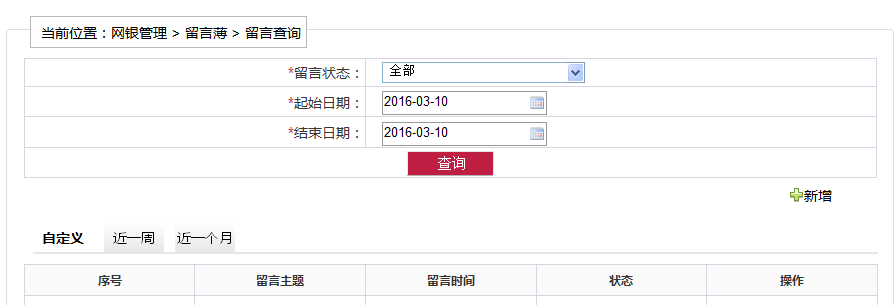 当前位置：网银管理 > 留言薄 > 留言查询
*留言状态： 全部
*起始日期： 2016-03-10
*结束日期： 2016-03-10
查询
新增
自定义 近一周 近一个月
序号 留言主题 留言时间 状态 操作